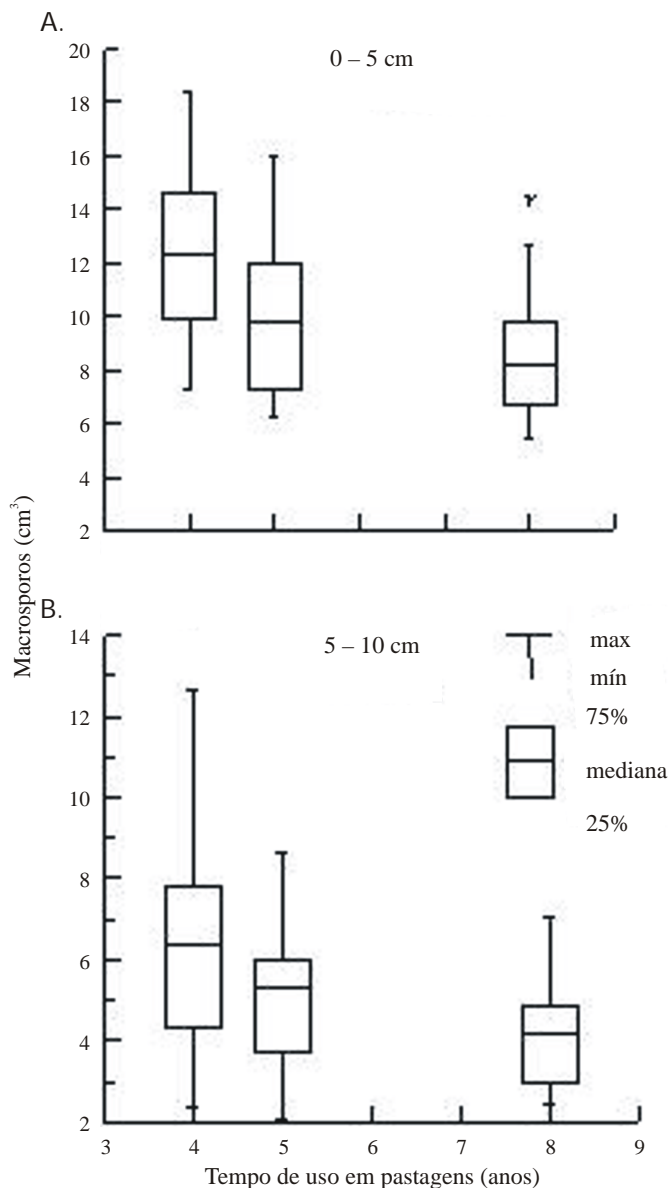 A.
0 – 5 cm
20
18
16
14
12
10
8
6
4
2
Macrosporos (cm³)
B.
5 – 10 cm
14
12
10
8
6
4
2
max
mín
75%
mediana
25%
3 4 5 6 7 8 9
Tempo de uso em pastagens (anos)